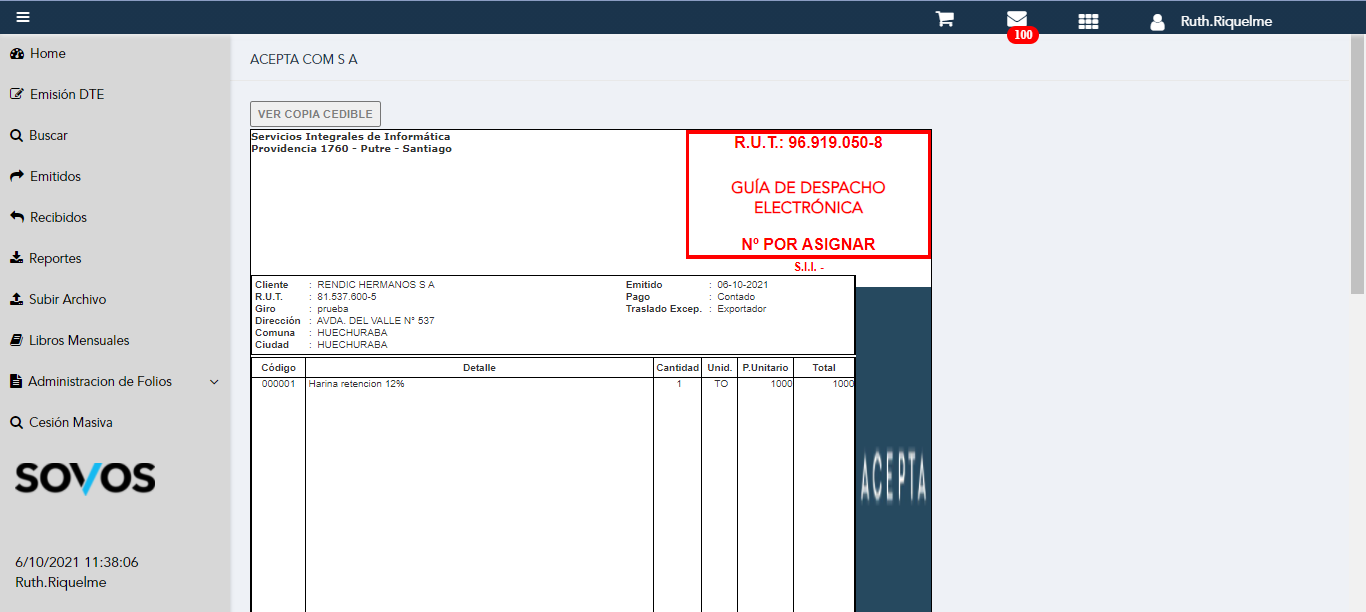 Ruth.Riquelme
100
Home
Emisión DTE
Buscar
Emitidos
Recibidos
Reportes
Subir Archivo
Libros Mensuales
Administracion de Folios
Cesión Masiva
SOVOS
6/10/2021 11:38:06
Ruth.Riquelme
ACEPTA COM S A
VER COPIA CEDIBLE
Servicios Integrales de Informática
Providencia 1760 - Putre - Santiago
R.U.T.: 96.919.050-8
GUÍA DE DESPACHO
ELECTRÓNICA
Nº POR ASIGNAR
S.I.I. -
Cliente : RENDIC HERMANOS S A Emitido : 06-10-2021
R.U.T. : 81.537.600-5 Pago : Contado
Giro : prueba Traslado Excep. : Exportador
Dirección : AVDA. DEL VALLE N° 537
Comuna : HUECHURABA
Ciudad : HUECHURABA
Código Detalle Cantidad Unid. P.Unitario Total
000001 Harina retencion 12% 1 TO 1000 1000
ACEPTA